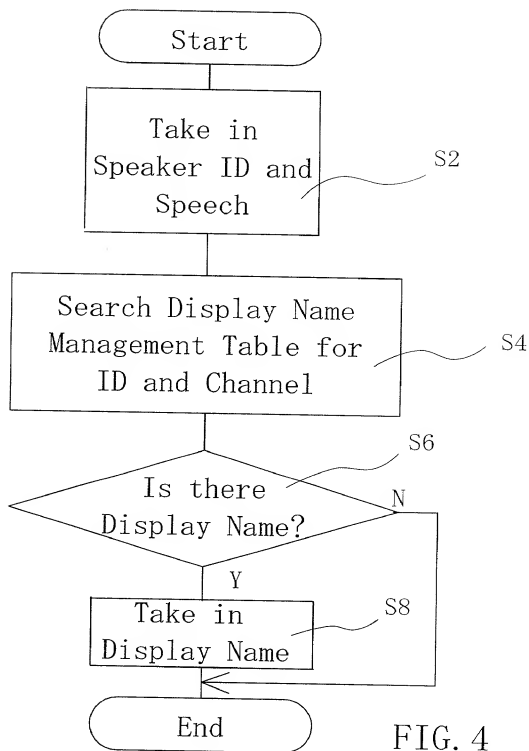 Start
Take in
Speaker ID and
Speech
S2
Search Display Name
Management Table for
ID and Channel
S4
S6
Is there
Display Name?
N
Y
Take in
Display Name
S8
End
FIG. 4